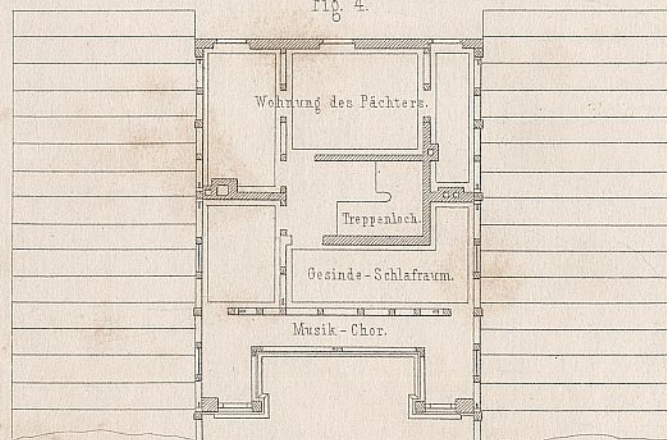 Fig. 4.
Wohnung des Pächters.
Treppenloch.
Gesinde-Schlafraum.
Musik-Chor.